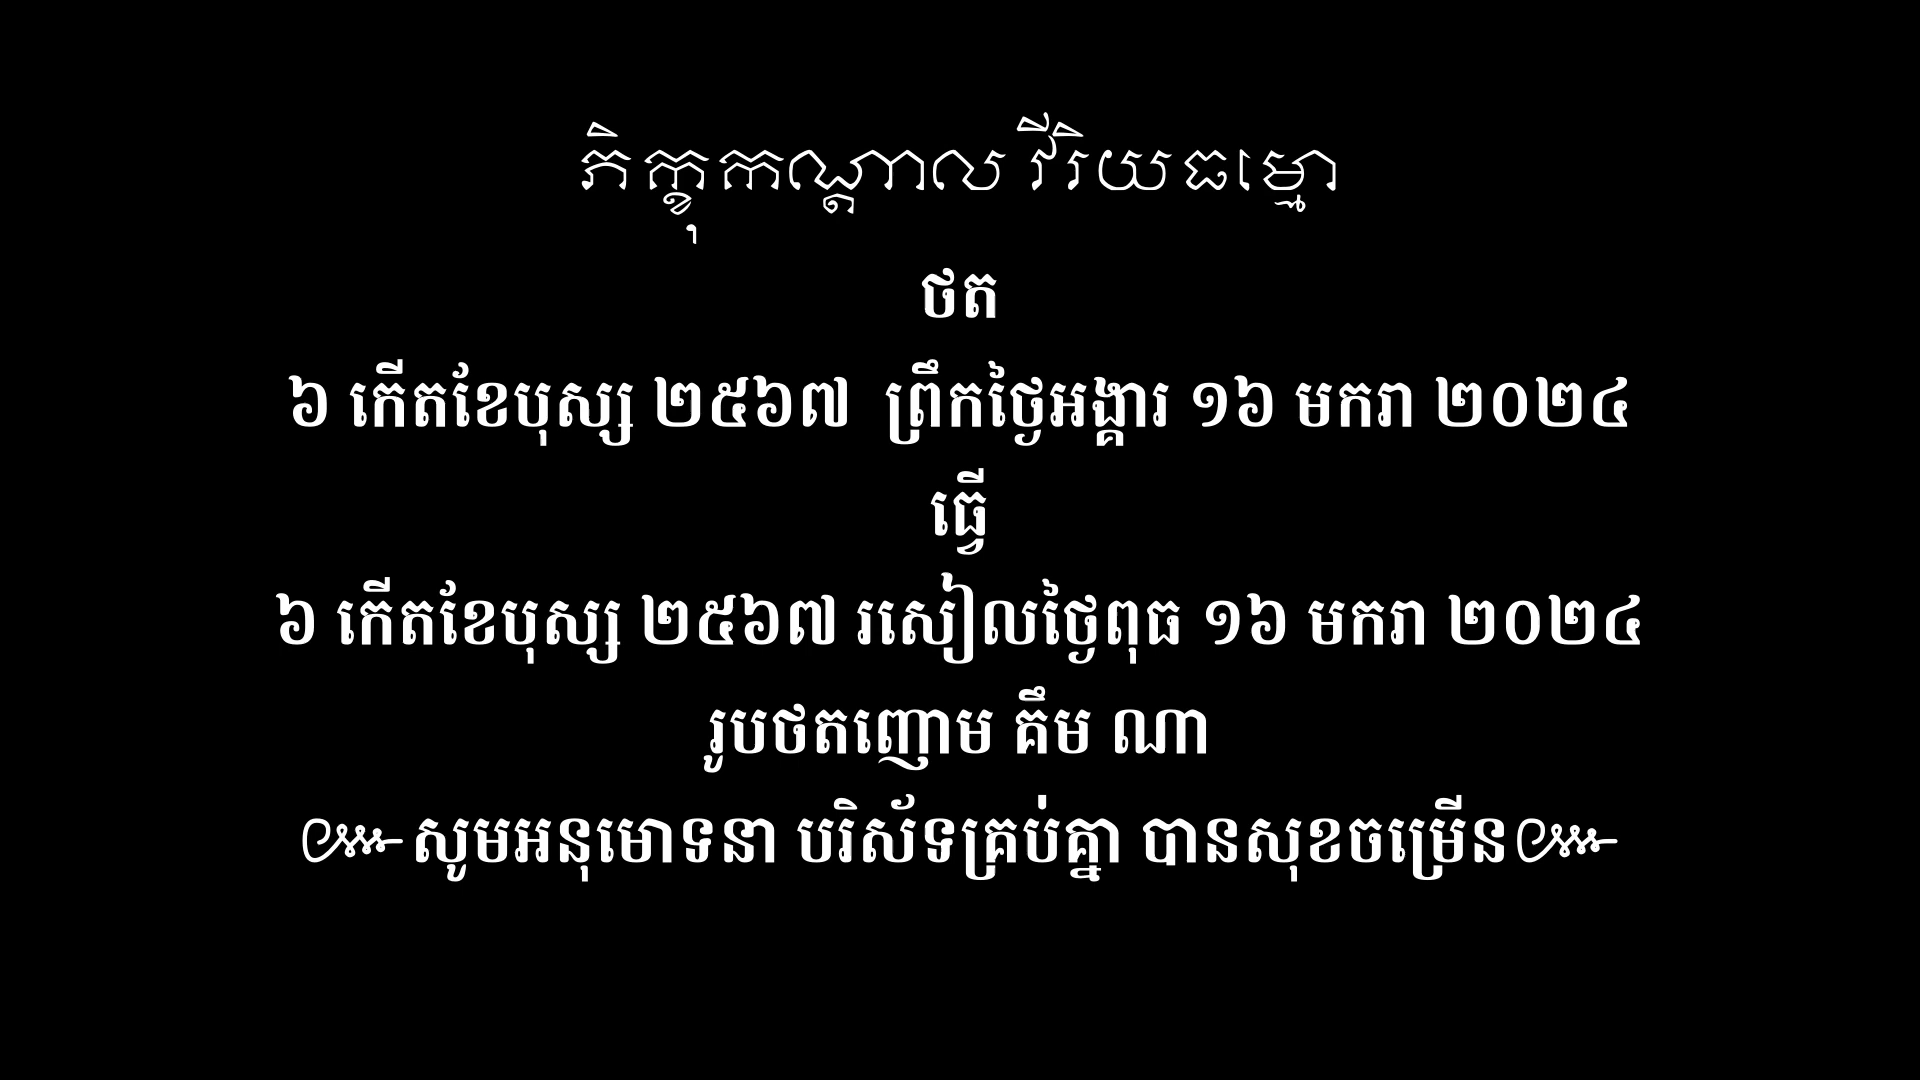 ភិក្ខុកណ្ដាល វីរិយធម្មោ
ថត
៦ កើតខែបុស្ស ២៥៦៧ ព្រឹកថ្ងៃអង្គារ ១៦ មករា ២០២៤
ធ្វើ
៦ កើតខែបុស្ស ២៥៦៧ រសៀលថ្ងៃពុធ ១៦ មករា ២០២៤
រូបថតញោម គឹម ណា
៚សូមអនុមោទនា បរិស័ទគ្រប់គ្នា បានសុខចម្រើន៚